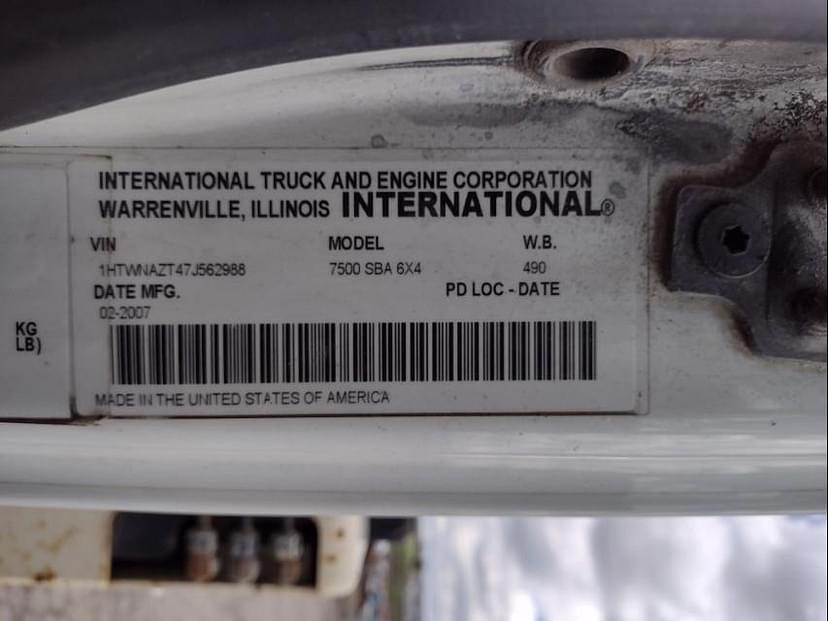 INTERNATIONAL TRUCK AND ENGINE CORPORATION
WARRENVILLE, ILLINOIS INTERNATIONAL®
VIN MODEL W.B.
1HTWNAZT47J562988 7500 SBA 6X4 490
DATE MFG. PD LOC - DATE
02-2007
KG
LB)
MADE IN THE UNITED STATES OF AMERICA